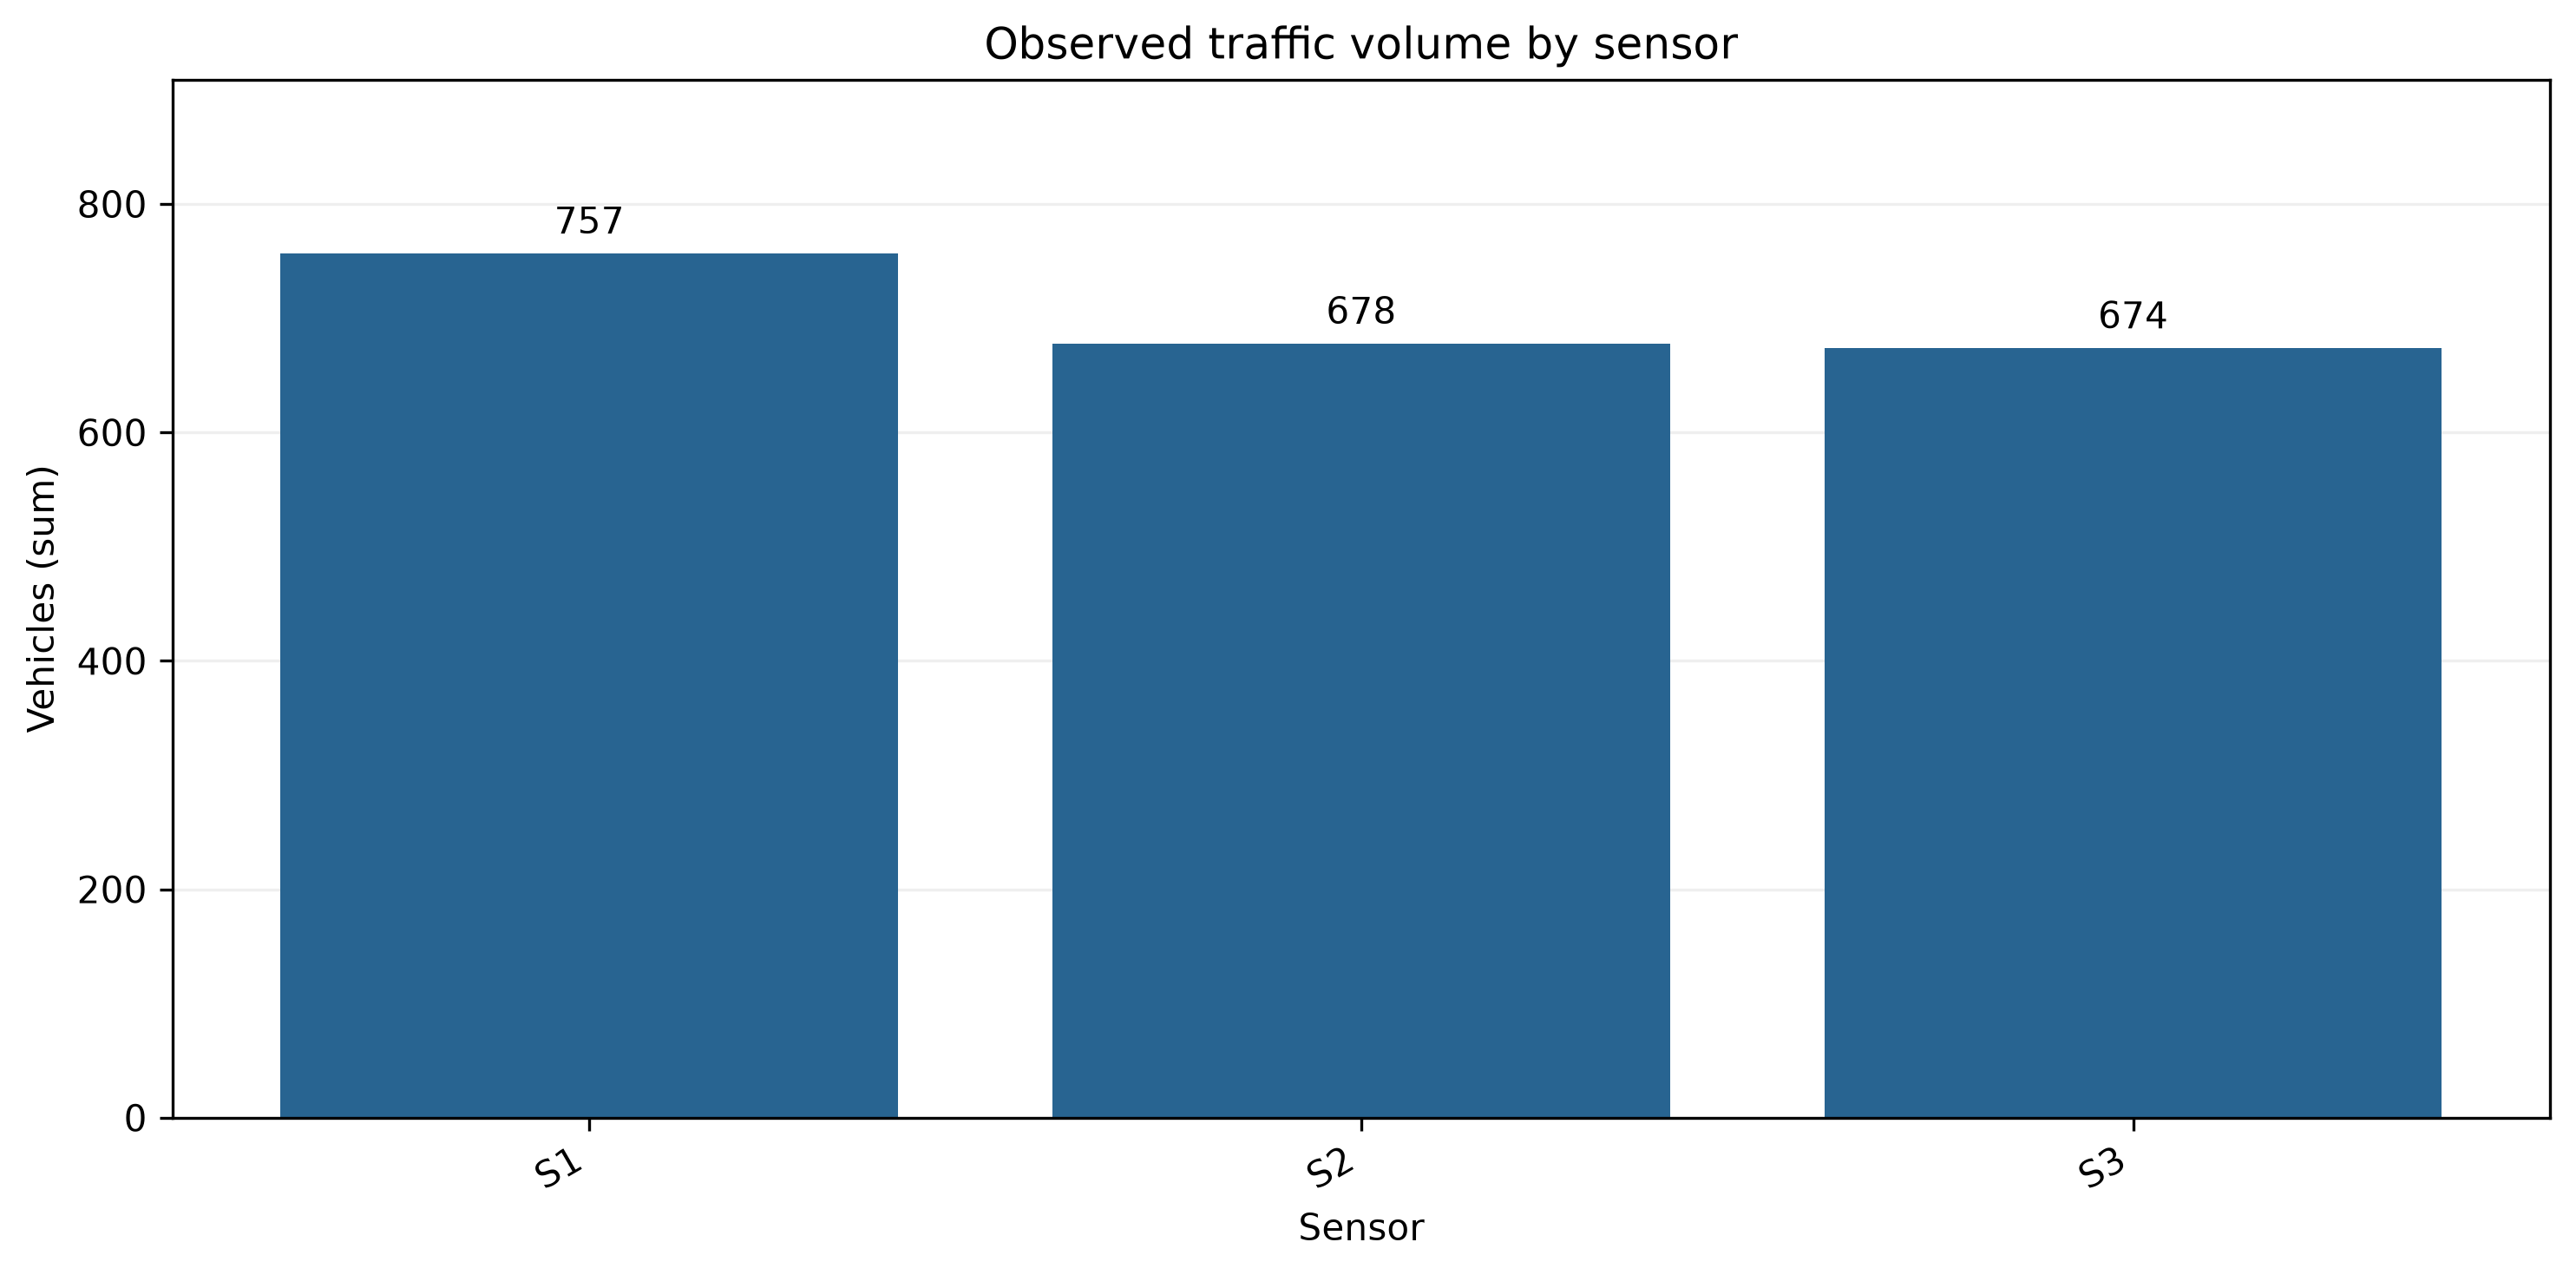 Observed traffic volume by sensor
Vehicles (sum)
800
600
400
200
0
757
678
674
S1
S2
S3
Sensor